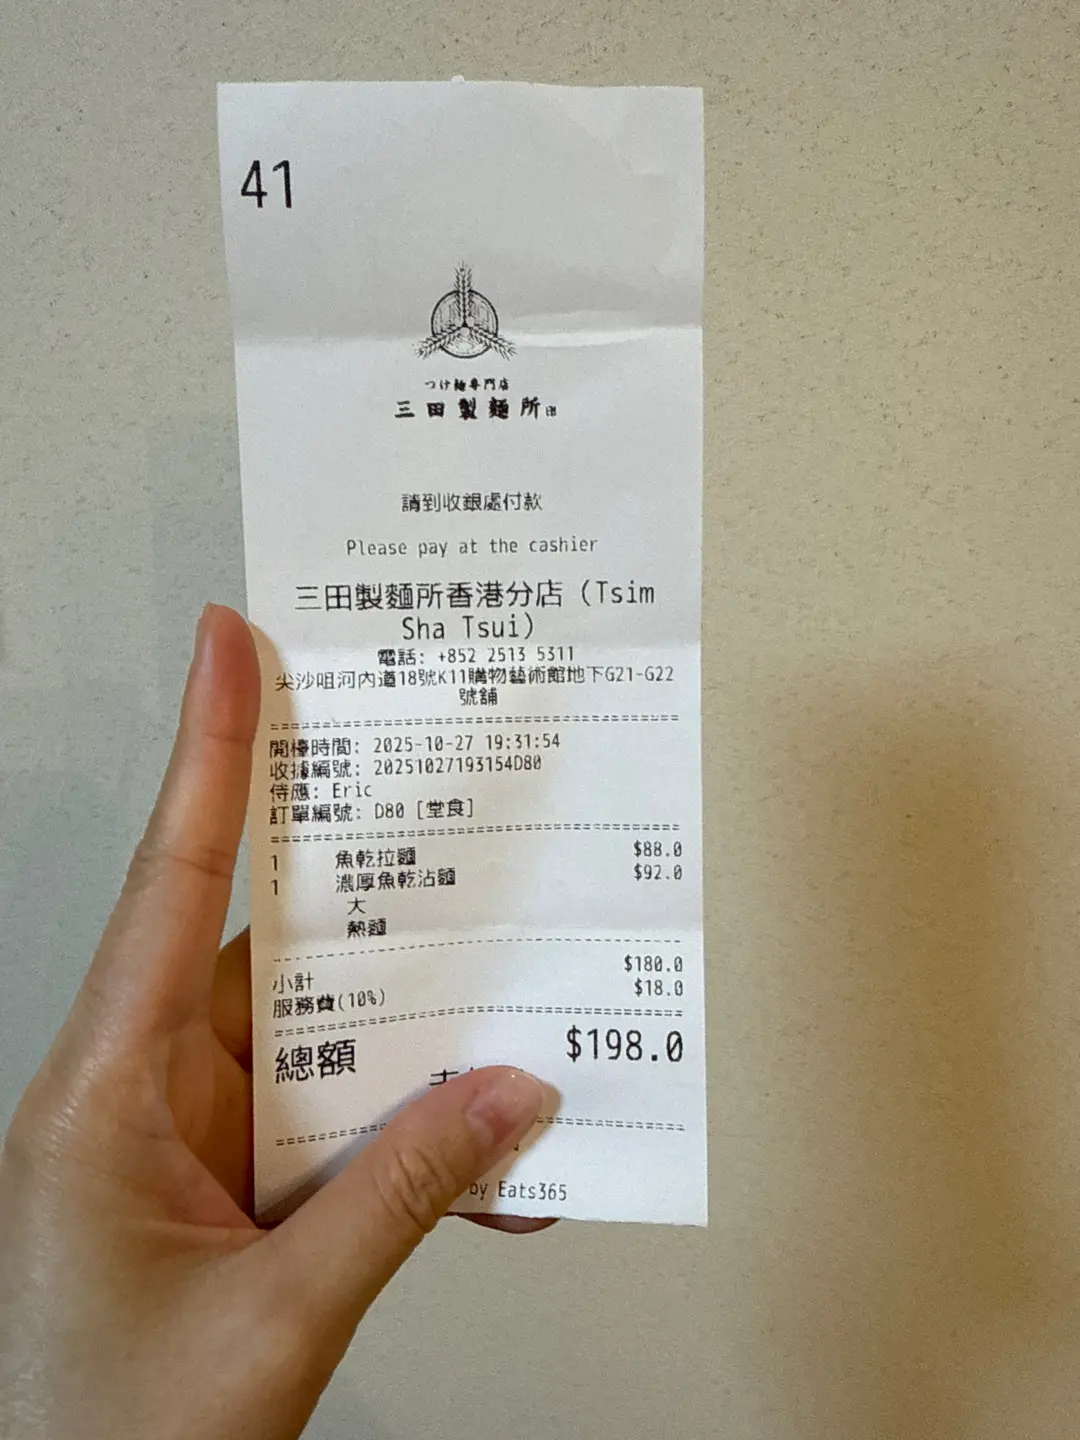 41
つけ麺専門店
三田製麺所
請到收銀處付款
Please pay at the cashier
三田製麵所香港分店 (Tsim
Sha Tsui)
電話: +852 2513 5311
尖沙咀河內道18號K11購物藝術館地下G21-G22
號舖
開檯時間: 2025-10-27 19:31:54
收據編號: 20251027193154D80
侍應: Eric
訂單編號: D80 [堂食]
1 魚乾拉麵 $88.0
1 濃厚魚乾沾麵 $92.0
大
熱麵
小計 $180.0
服務費(10%) $18.0
總額 $198.0
by Eats365